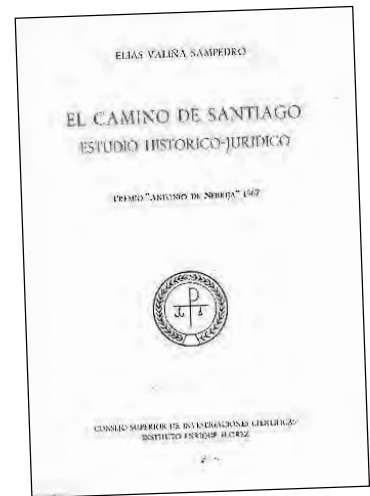 ELIAS VALIÑA SAMPEDRO
EL CAMINO DE SANTIAGO
ESTUDIO HISTORICO-JURIDICO
PREMIO "ANTONIO DE NEBRIJA" 1967
CONSEJO SUPERIOR DE INVESTIGACIONES CIENTIFICAS
INSTITUTO ENRIQUE FLOREZ